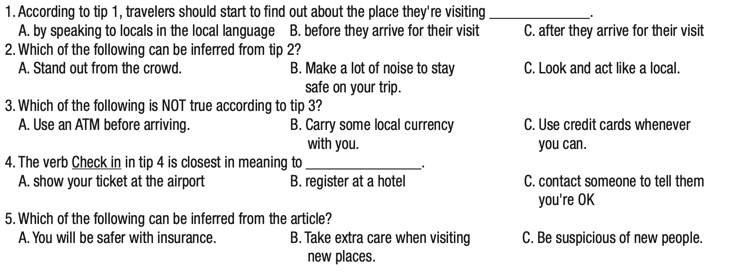 1. According to tip 1, travelers should start to find out about the place they're visiting ______________.
A. by speaking to locals in the local language B. before they arrive for their visit C. after they arrive for their visit
2. Which of the following can be inferred from tip 2?
A. Stand out from the crowd. B. Make a lot of noise to stay C. Look and act like a local.
safe on your trip.
3. Which of the following is NOT true according to tip 3?
A. Use an ATM before arriving. B. Carry some local currency C. Use credit cards whenever
with you. you can.
4. The verb Check in in tip 4 is closest in meaning to ________________.
A. show your ticket at the airport B. register at a hotel C. contact someone to tell them
you're OK
5. Which of the following can be inferred from the article?
A. You will be safer with insurance. B. Take extra care when visiting C. Be suspicious of new people.
new places.